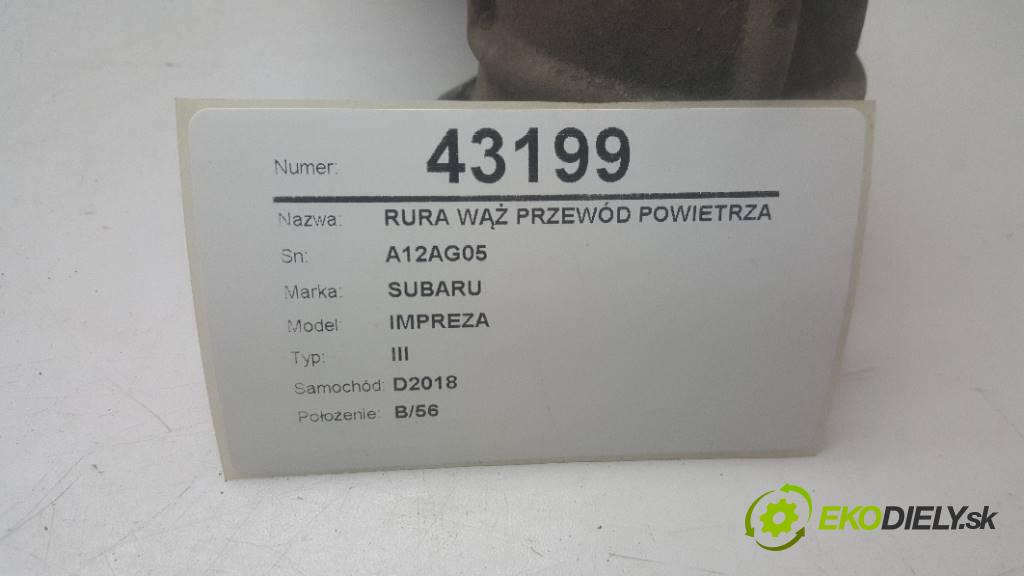 Numer: 43199
Nazwa: RURA WĄŻ PRZEWÓD POWIETRZA
Sn: A12AG05
Marka: SUBARU
Model: IMPREZA
Typ: III
Samochód: D2018
Położenie: B/56
EKODIELY.sk